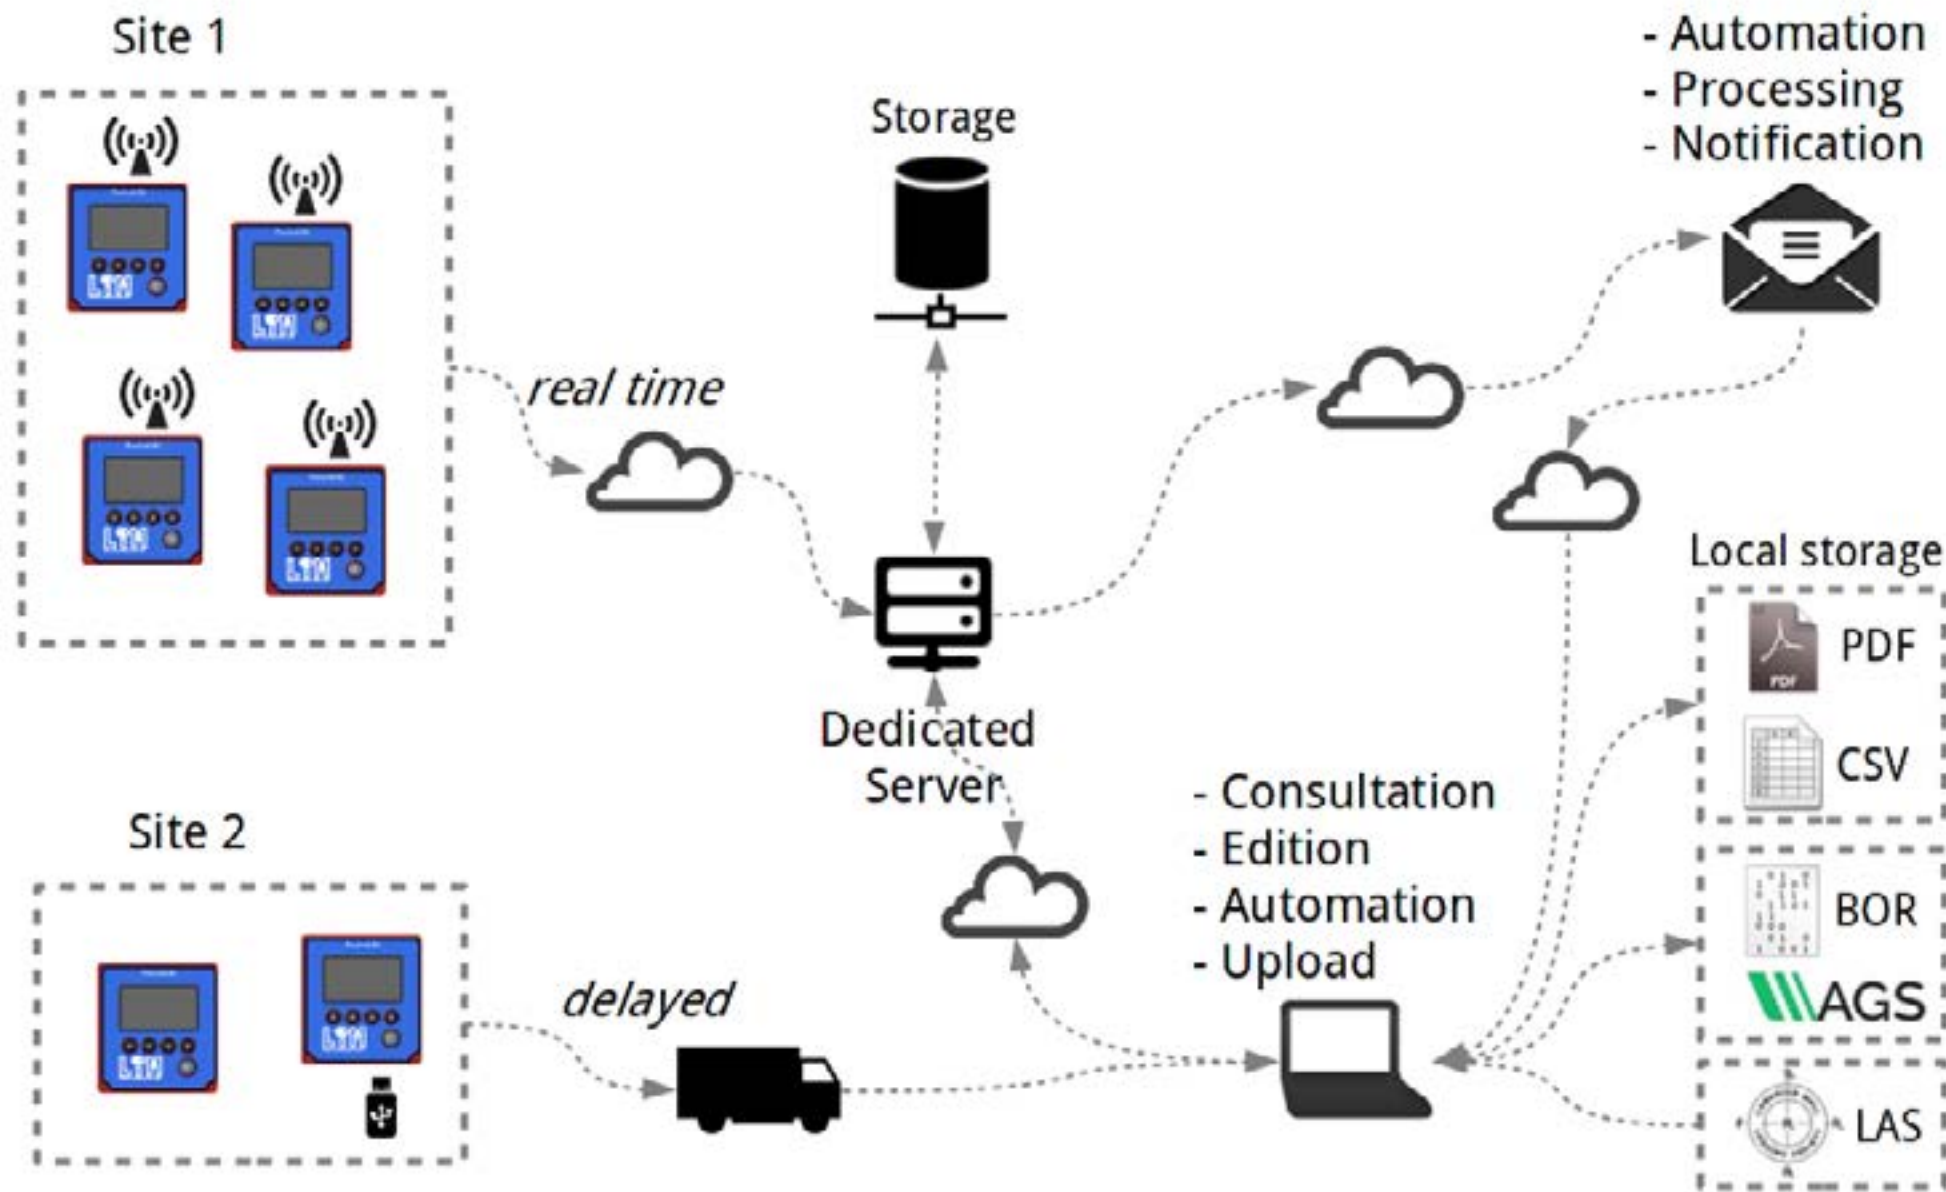 Site 1
- Automation
- Processing
- Notification
Storage
real time
Local storage
PDF
PDF
CSV
Dedicated
Server
- Consultation
- Edition
- Automation
- Upload
Site 2
delayed
BOR
AGS
LAS